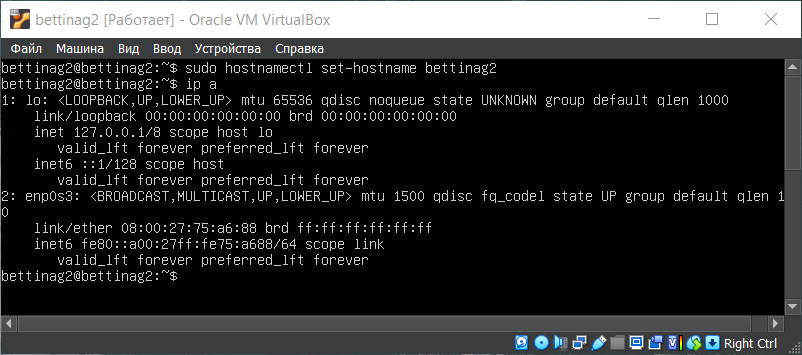 bettinag2 [Работает] - Oracle VM VirtualBox
Файл Машина Вид Ввод Устройства Справка
bettinag2@bettinag2:~$ sudo hostnamectl set-hostname bettinag2
bettinag2@bettinag2:~$ ip a
1: lo: <LOOPBACK,UP,LOWER_UP> mtu 65536 qdisc noqueue state UNKNOWN group default qlen 1000
    link/loopback 00:00:00:00:00:00 brd 00:00:00:00:00:00
    inet 127.0.0.1/8 scope host lo
       valid_lft forever preferred_lft forever
    inet6 ::1/128 scope host
       valid_lft forever preferred_lft forever
2: enp0s3: <BROADCAST,MULTICAST,UP,LOWER_UP> mtu 1500 qdisc fq_codel state UP group default qlen 1
0
    link/ether 08:00:27:75:a6:88 brd ff:ff:ff:ff:ff:ff
    inet6 fe80::a00:27ff:fe75:a688/64 scope link
       valid_lft forever preferred_lft forever
bettinag2@bettinag2:~$
Right Ctrl